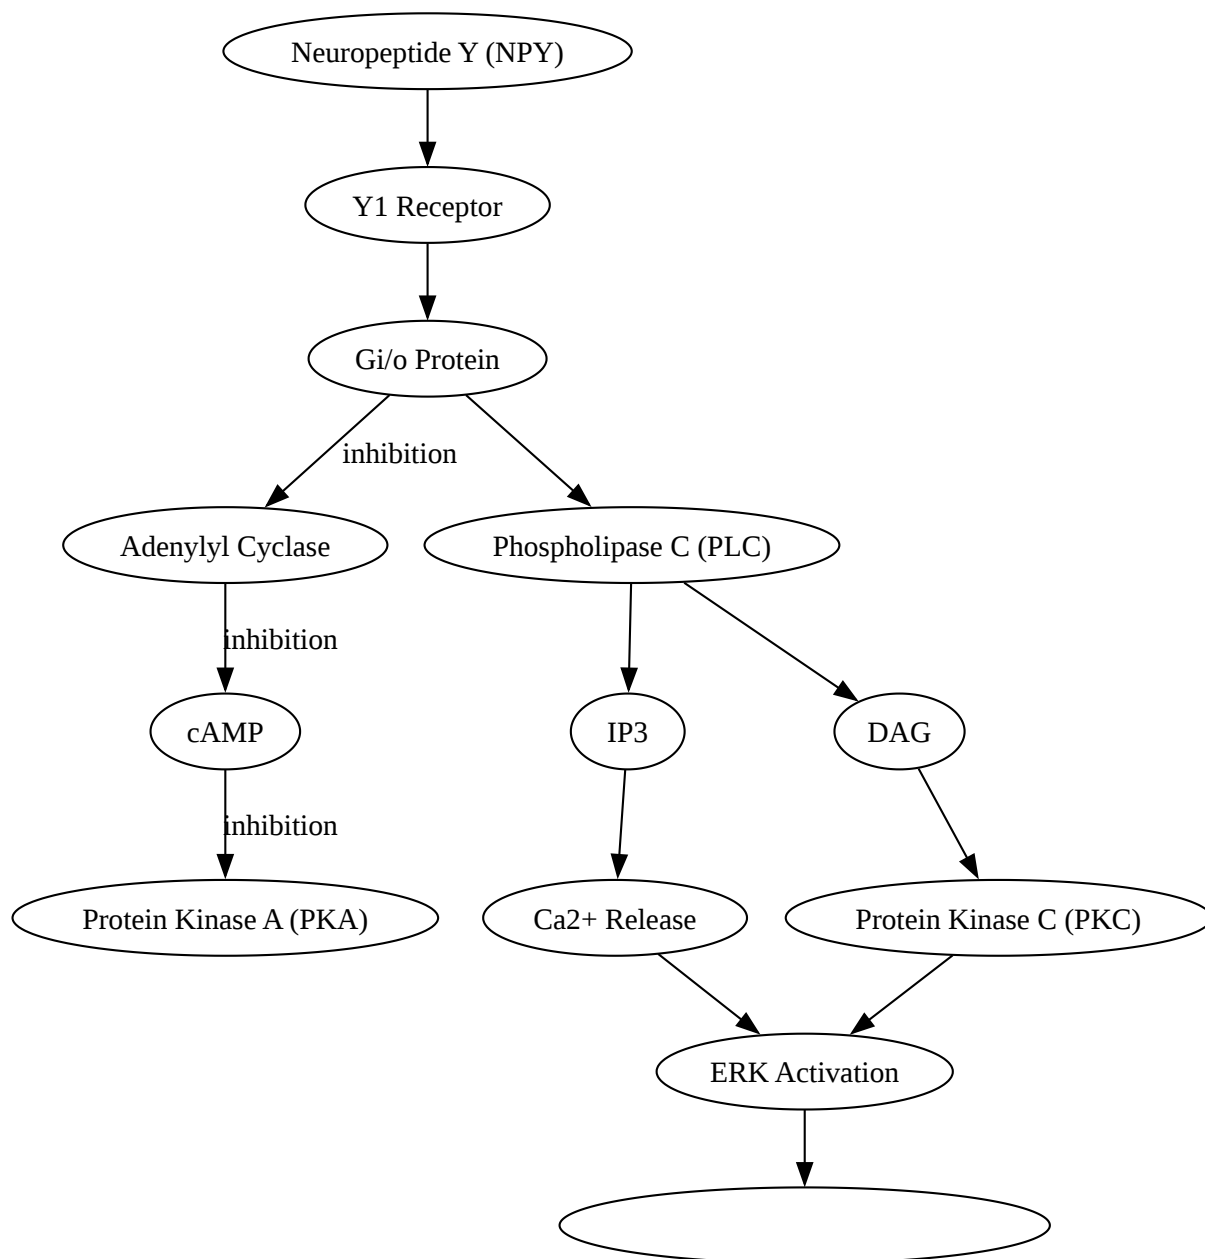 Neuropeptide Y (NPY)
Y1 Receptor
Gi/o Protein
inhibition
Adenylyl Cyclase
Phospholipase C (PLC)
inhibition
cAMP
IP3
DAG
inhibition
Protein Kinase A (PKA)
Ca2+ Release
Protein Kinase C (PKC)
ERK Activation